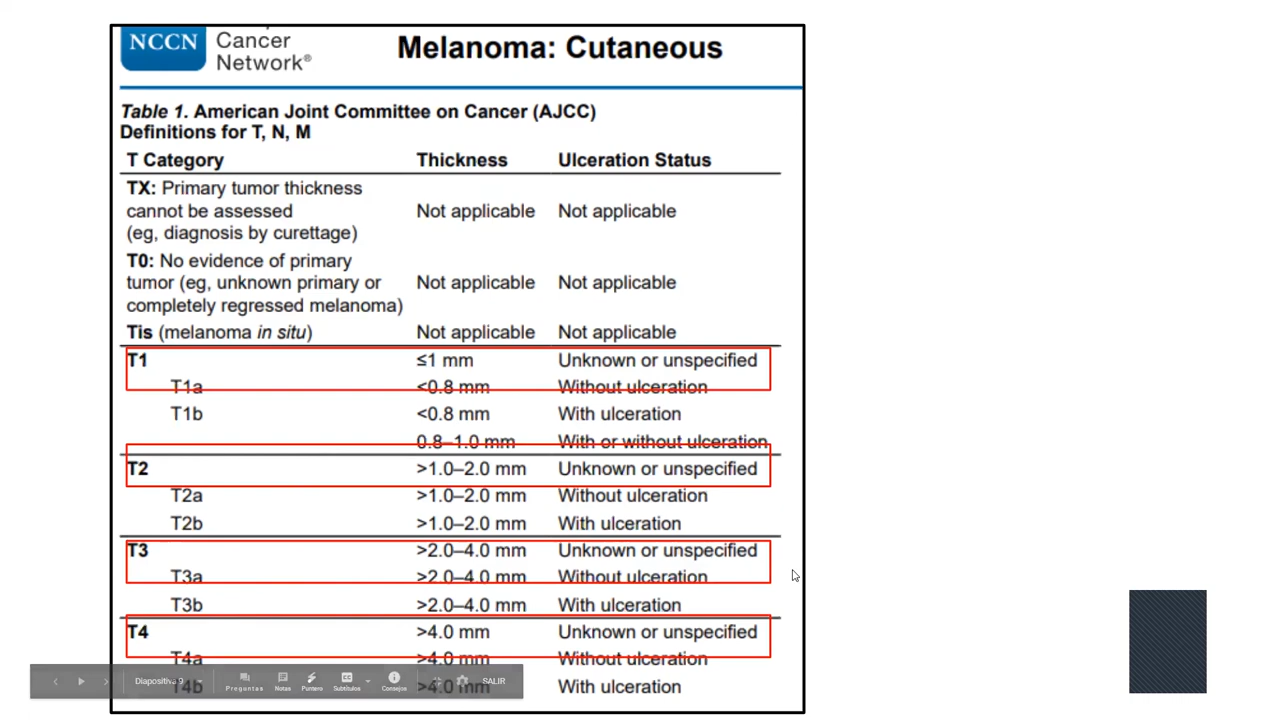 NCCN
Cancer
Network®
Melanoma: Cutaneous
Table 1. American Joint Committee on Cancer (AJCC)
Definitions for T, N, M
T Category Thickness Ulceration Status
TX: Primary tumor thickness
cannot be assessed
(eg, diagnosis by curettage)
Not applicable Not applicable
T0: No evidence of primary
tumor (eg, unknown primary or
completely regressed melanoma)
Not applicable Not applicable
Tis (melanoma in situ) Not applicable Not applicable
T1 ≤1 mm Unknown or unspecified
T1a <0.8 mm Without ulceration
T1b <0.8 mm With ulceration
0.8–1.0 mm With or without ulceration
T2 >1.0–2.0 mm Unknown or unspecified
T2a >1.0–2.0 mm Without ulceration
T2b >1.0–2.0 mm With ulceration
T3 >2.0–4.0 mm Unknown or unspecified
T3a >2.0–4.0 mm Without ulceration
T3b >2.0–4.0 mm With ulceration
T4 >4.0 mm Unknown or unspecified
T4a >4.0 mm Without ulceration
T4b >4.0 mm With ulceration
Diapositiva 9 Preguntas Notas Puntero CC Subtítulos Consejos SALIR